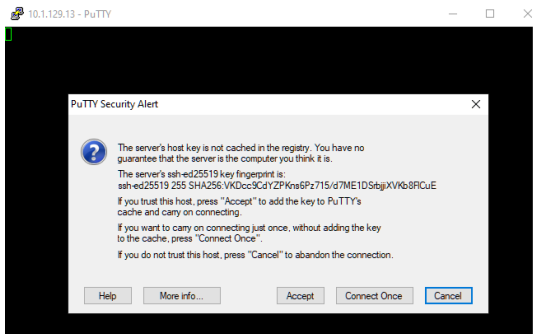 10.1.129.13 - PuTTY
PuTTY Security Alert
The server's host key is not cached in the registry. You have no
guarantee that the server is the computer you think it is.
The server's ssh-ed25519 key fingerprint is:
ssh-ed25519 255 SHA256:VKDcc9CdYZPKns6Pz715/d7ME1DSrbjjiXVKb8FlCuE
If you trust this host, press "Accept" to add the key to PuTTY's
cache and carry on connecting.
If you want to carry on connecting just once, without adding the key
to the cache, press "Connect Once".
If you do not trust this host, press "Cancel" to abandon the connection.
Help More info... Accept Connect Once Cancel